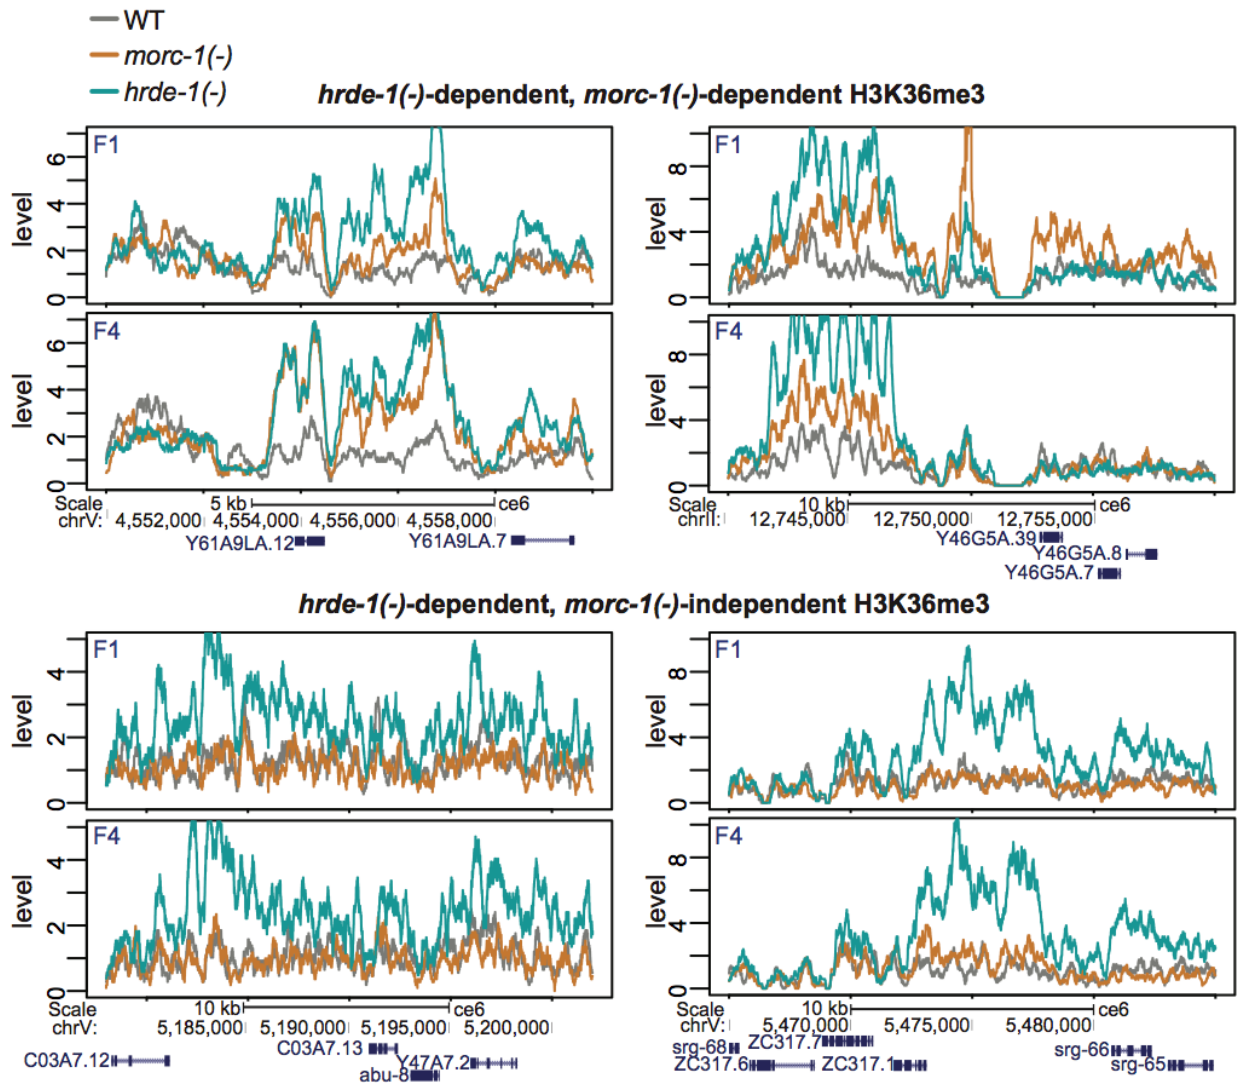 WT
morc-1(-)
hrde-1(-)
hrde-1(-)-dependent, morc-1(-)-dependent H3K36me3
F1
level
0 2 4 6
F1
level
0 4 8
F4
level
0 2 4 6
F4
level
0 4 8
Scale 5 kb ce6
chrV: 4,552,000 4,554,000 4,556,000 4,558,000
Y61A9LA.12 Y61A9LA.7
Scale 10 kb ce6
chrII: 12,745,000 12,750,000 12,755,000
Y46G5A.39
Y46G5A.8
Y46G5A.7
hrde-1(-)-dependent, morc-1(-)-independent H3K36me3
F1
level
0 2 4
F1
level
0 4 8
F4
level
0 2 4
F4
level
0 4 8
Scale 10 kb ce6
chrV: 5,185,000 5,190,000 5,195,000 5,200,000
C03A7.13
C03A7.12 Y47A7.2
abu-8
Scale 10 kb ce6
chrV: 5,470,000 5,475,000 5,480,000
srg-68 ZC317.7 srg-66
ZC317.6 ZC317.1 srg-65